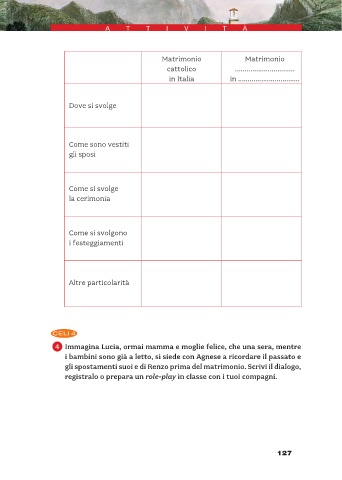 ATTIVITÀ
Matrimonio
cattolico
in Italia
Matrimonio
..............................
in ..............................
Dove si svolge
Come sono vestiti
gli sposi
Come si svolge
la cerimonia
Come si svolgono
i festeggiamenti
Altre particolarità
CELI 4
4 Immagina Lucia, ormai mamma e moglie felice, che una sera, mentre
i bambini sono già a letto, si siede con Agnese a ricordare il passato e
gli spostamenti suoi e di Renzo prima del matrimonio. Scrivi il dialogo,
registralo o prepara un role-play in classe con i tuoi compagni.
127